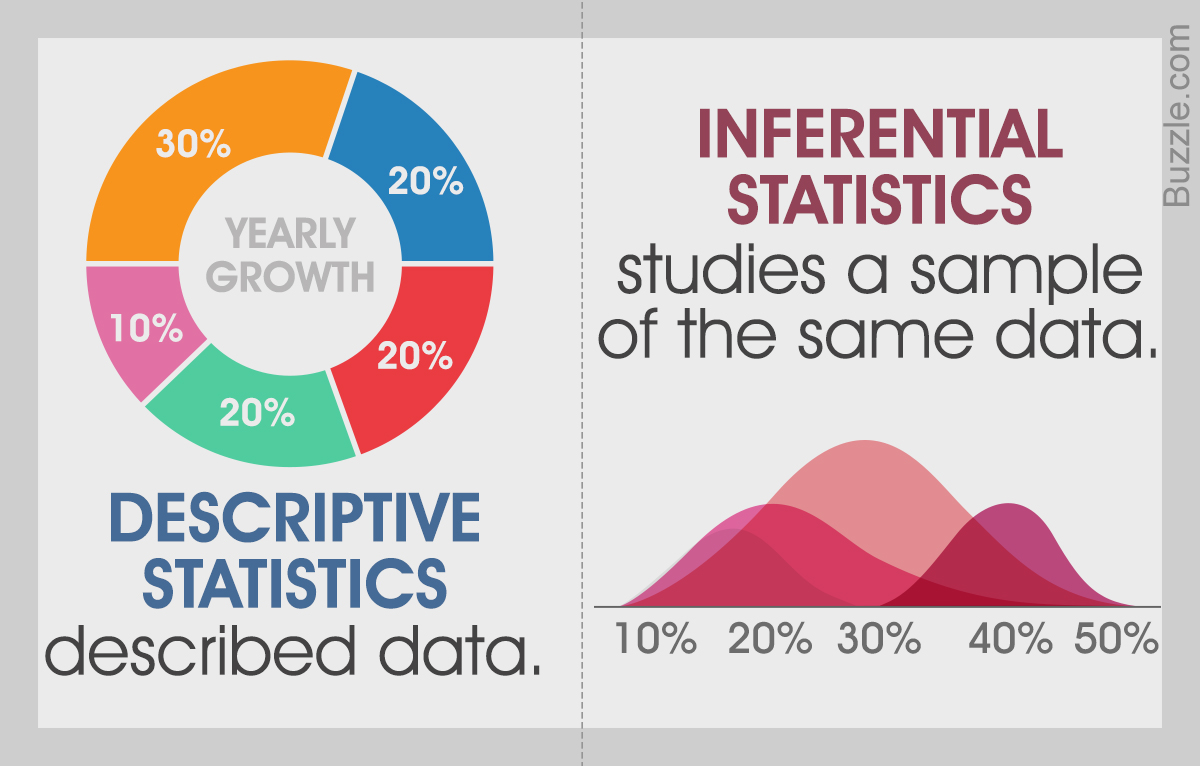 30%
20%
YEARLY
GROWTH
10%
20%
20%
DESCRIPTIVE
STATISTICS
described data.
INFERENTIAL
STATISTICS
studies a sample
of the same data.
10% 20% 30% 40% 50%
Buzzle.com